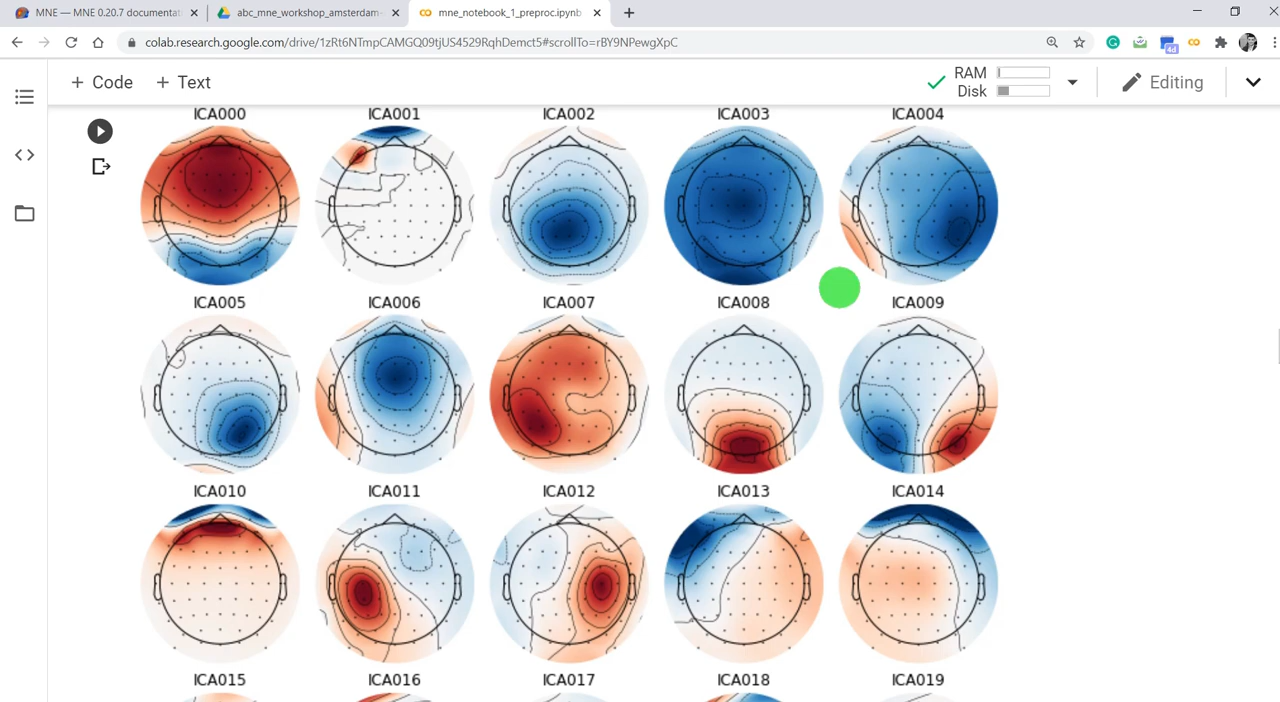 MNE — MNE 0.20.7 documentat
abc_mne_workshop_amsterdam-
mne_notebook_1_preproc.ipynb
colab.research.google.com/drive/1zRt6NTmpCAMGQ09tjUS4529RqhDemct5#scrollTo=rBY9NPewgXpC
4d
+ Code + Text
RAM
Disk
Editing
ICA000 ICA001 ICA002 ICA003 ICA004
ICA005 ICA006 ICA007 ICA008 ICA009
ICA010 ICA011 ICA012 ICA013 ICA014
ICA015 ICA016 ICA017 ICA018 ICA019